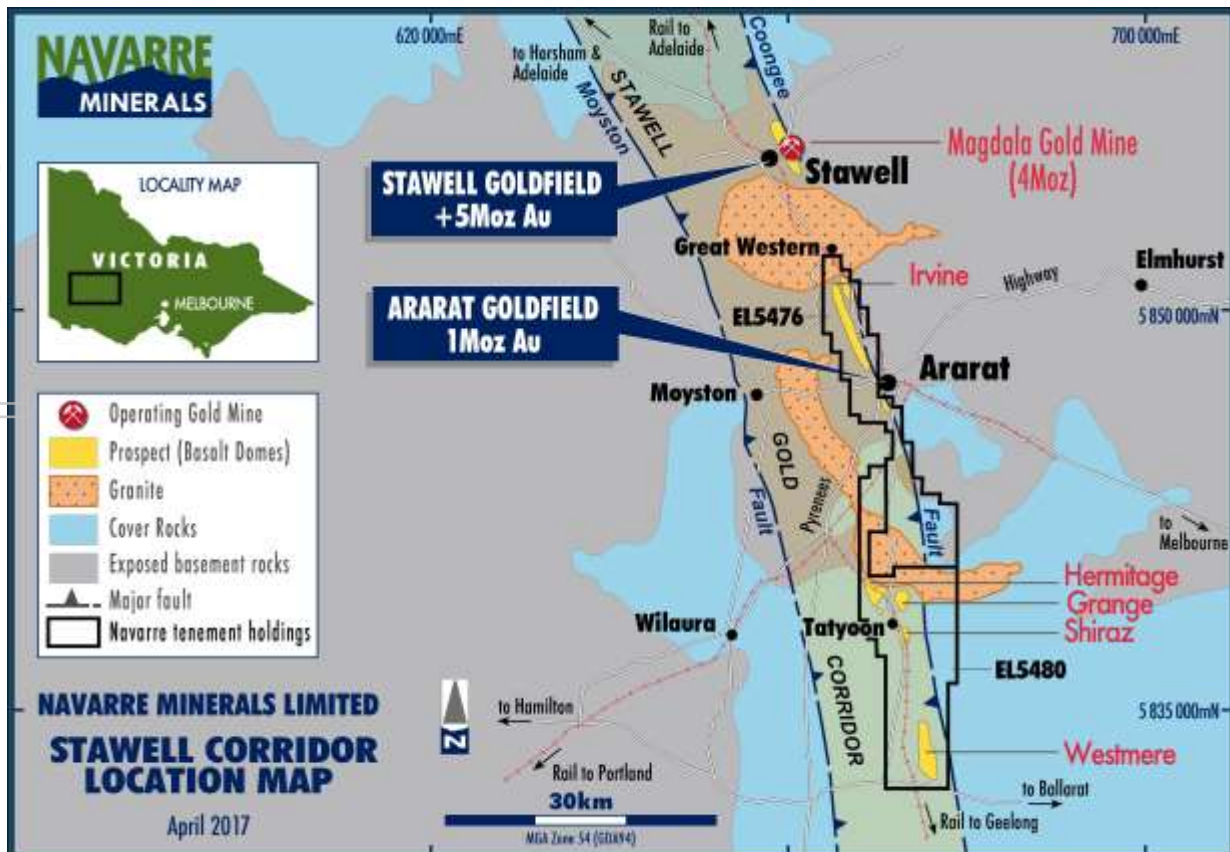 NAVARRE
MINERALS
620 000mE
700 000mE
to Horsham &
Adelaide
Rail to
Adelaide
Coongee
Moyston
STAWELL
Magdala Gold Mine
(4Moz)
LOCALITY MAP
VICTORIA
MELBOURNE
STAWELL GOLDFIELD
+5Moz Au
Stawell
Great Western
Irvine
Highway
Elmhurst
5 850 000mN
EL5476
ARARAT GOLDFIELD
1Moz Au
Ararat
Moyston
Operating Gold Mine
Prospect (Basalt Domes)
Granite
Cover Rocks
Exposed basement rocks
Major fault
Navarre tenement holdings
GOLD
Fault
Pyrenees
Fault
to
Melbourne
Hermitage
Grange
Shiraz
Wilaura
Tatyoon
EL5480
CORRIDOR
5 835 000mN
NAVARRE MINERALS LIMITED
STAWELL CORRIDOR
LOCATION MAP
April 2017
N
to Hamilton
Rail to Portland
Westmere
to Ballarat
Rail to Geelong
30km
MGA Zone 54 (GDA94)